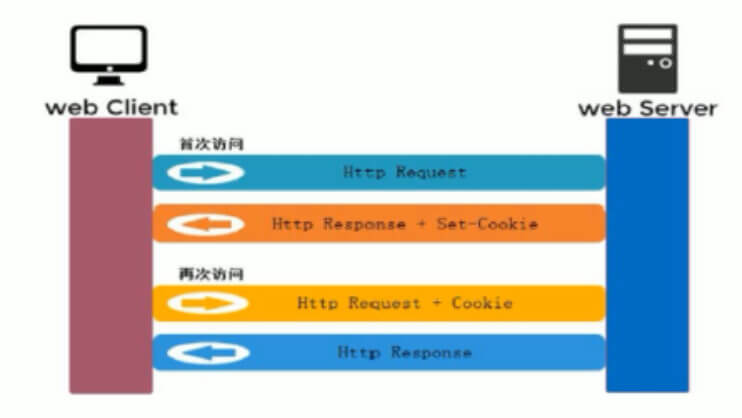 web Client
web Server
首次访问
Http Request
Http Response + Set-Cookie
再次访问
Http Request + Cookie
Http Response